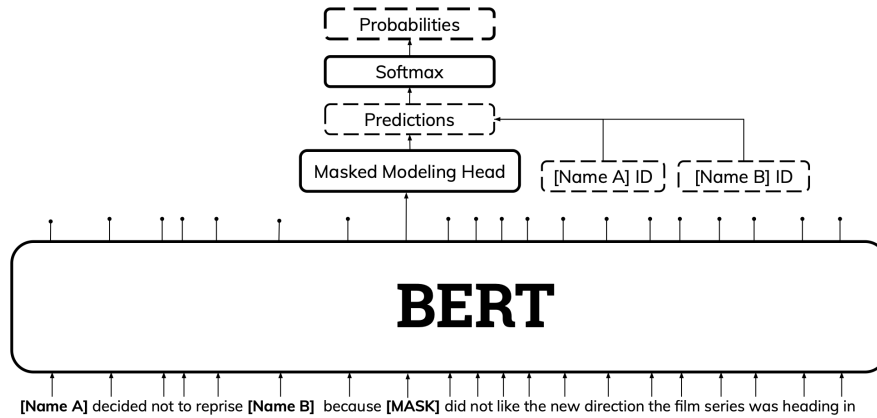 Probabilities
Softmax
Predictions
Masked Modeling Head
[Name A] ID
[Name B] ID
BERT
[Name A] decided not to reprise [Name B] because [MASK] did not like the new direction the film series was heading in